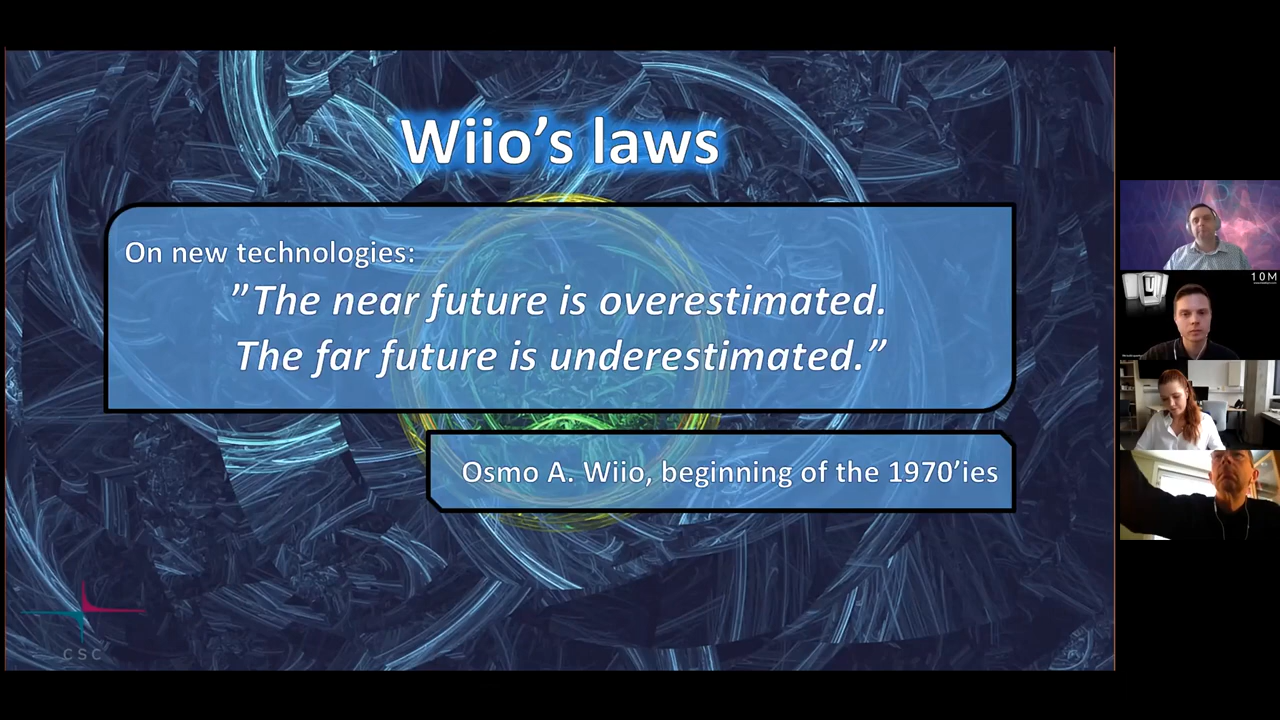 Wiio’s laws
On new technologies:
”The near future is overestimated.
The far future is underestimated.”
Osmo A. Wiio, beginning of the 1970’ies
CSC
10M